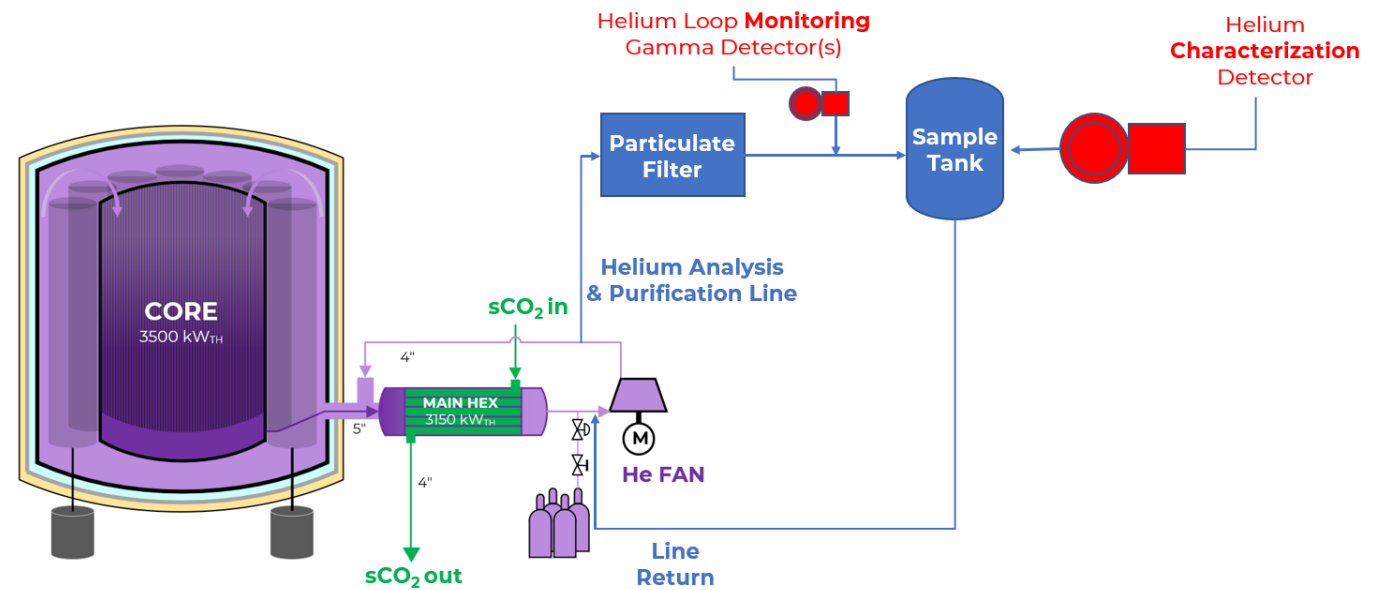 Helium Loop Monitoring
Gamma Detector(s)
Helium
Characterization
Detector
Particulate
Filter
Sample
Tank
Helium Analysis
& Purification Line
sCO₂ in
CORE
3500 kWTH
4"
MAIN HEX
3150 kWTH
5"
M
He FAN
4"
Line
Return
sCO₂ out